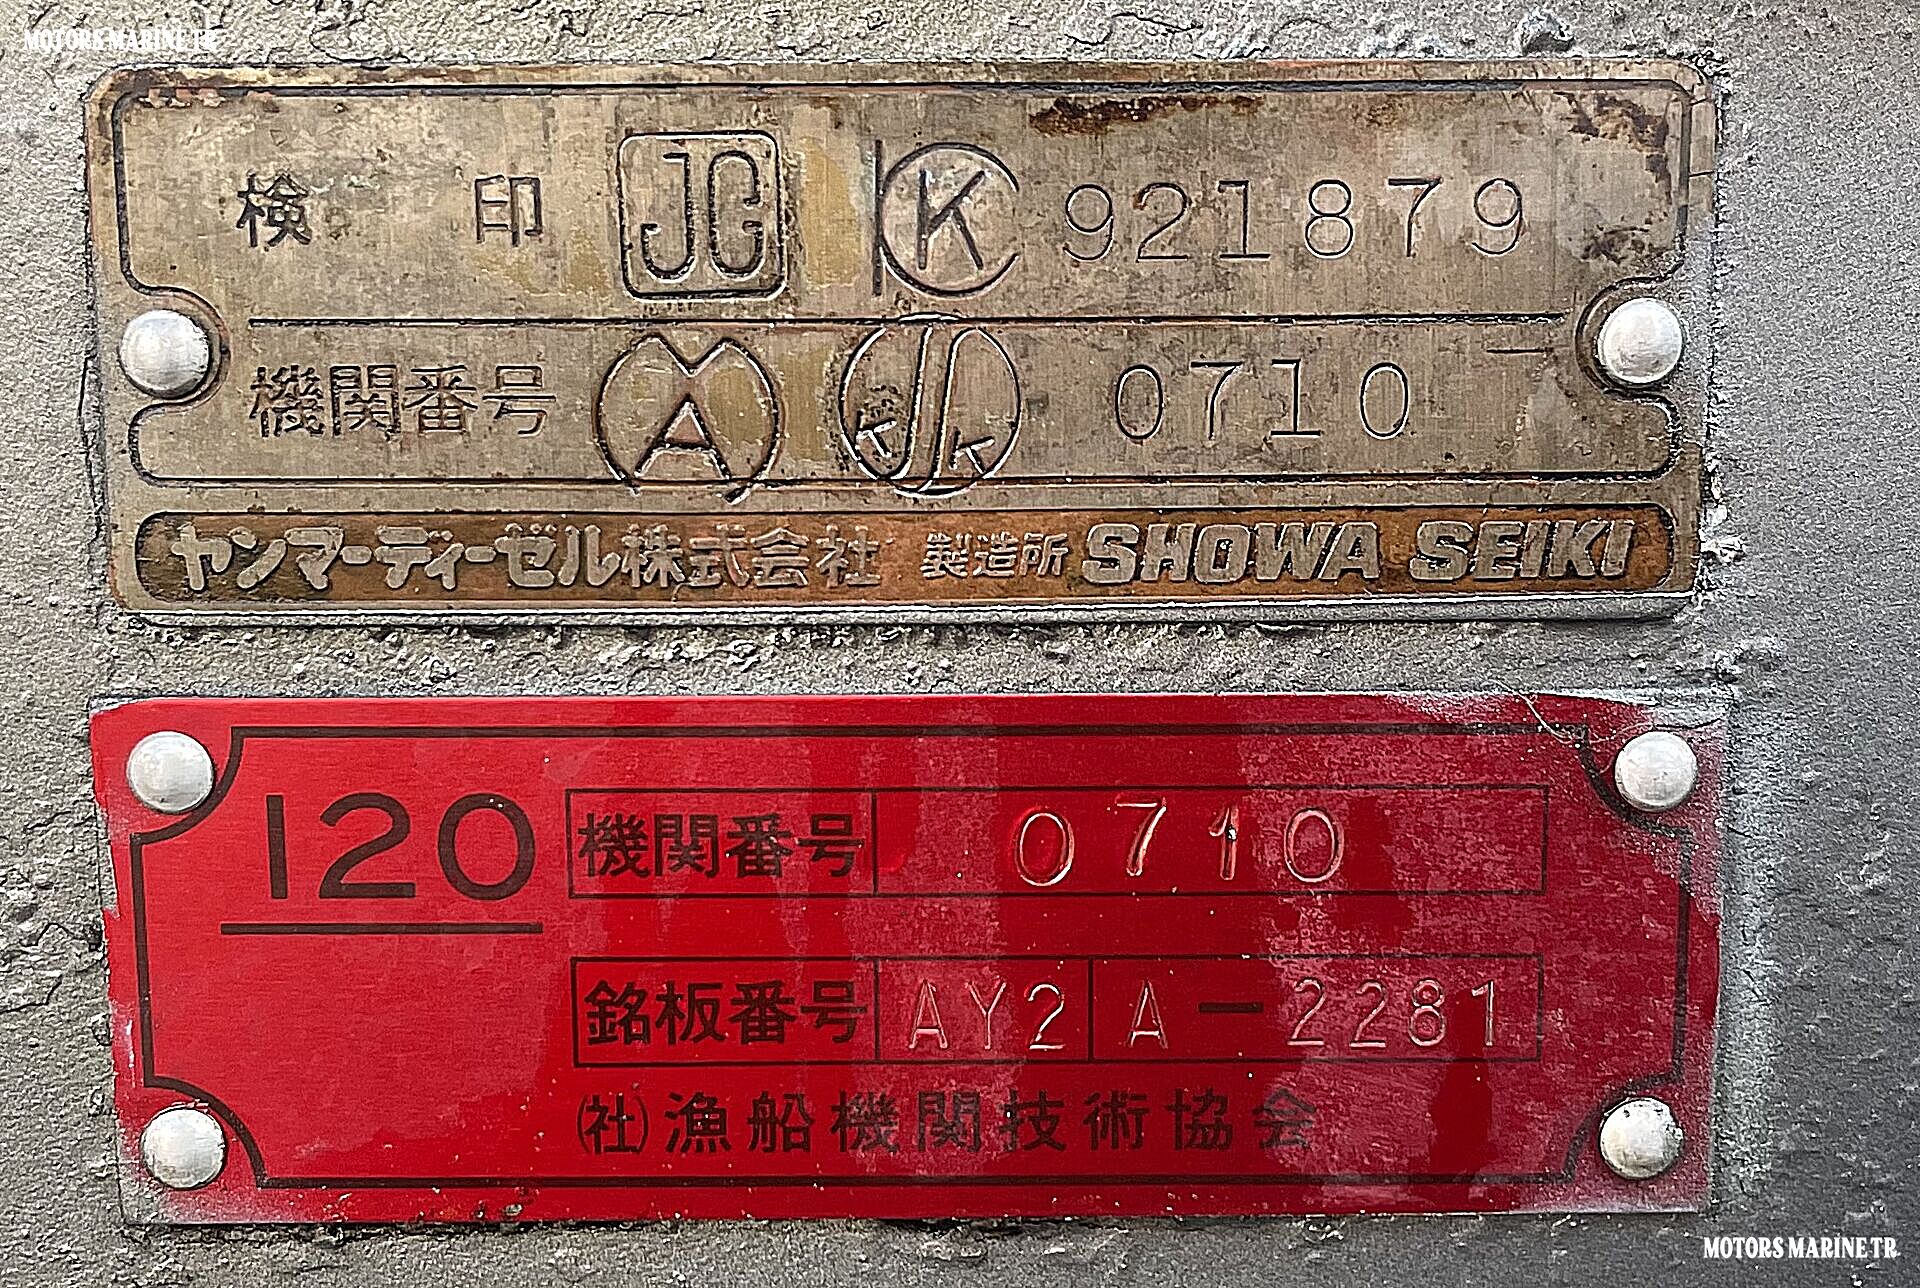 MOTORS MARINE TR
検 印 JG K 921879
機関番号 MA JKK 0710
ヤンマーディーゼル株式会社 製造所 SHOWA SEIKI
120 機関番号 0710
銘板番号 AY2 A-2281
(社)漁船機関技術協会
MOTORS MARINE TR